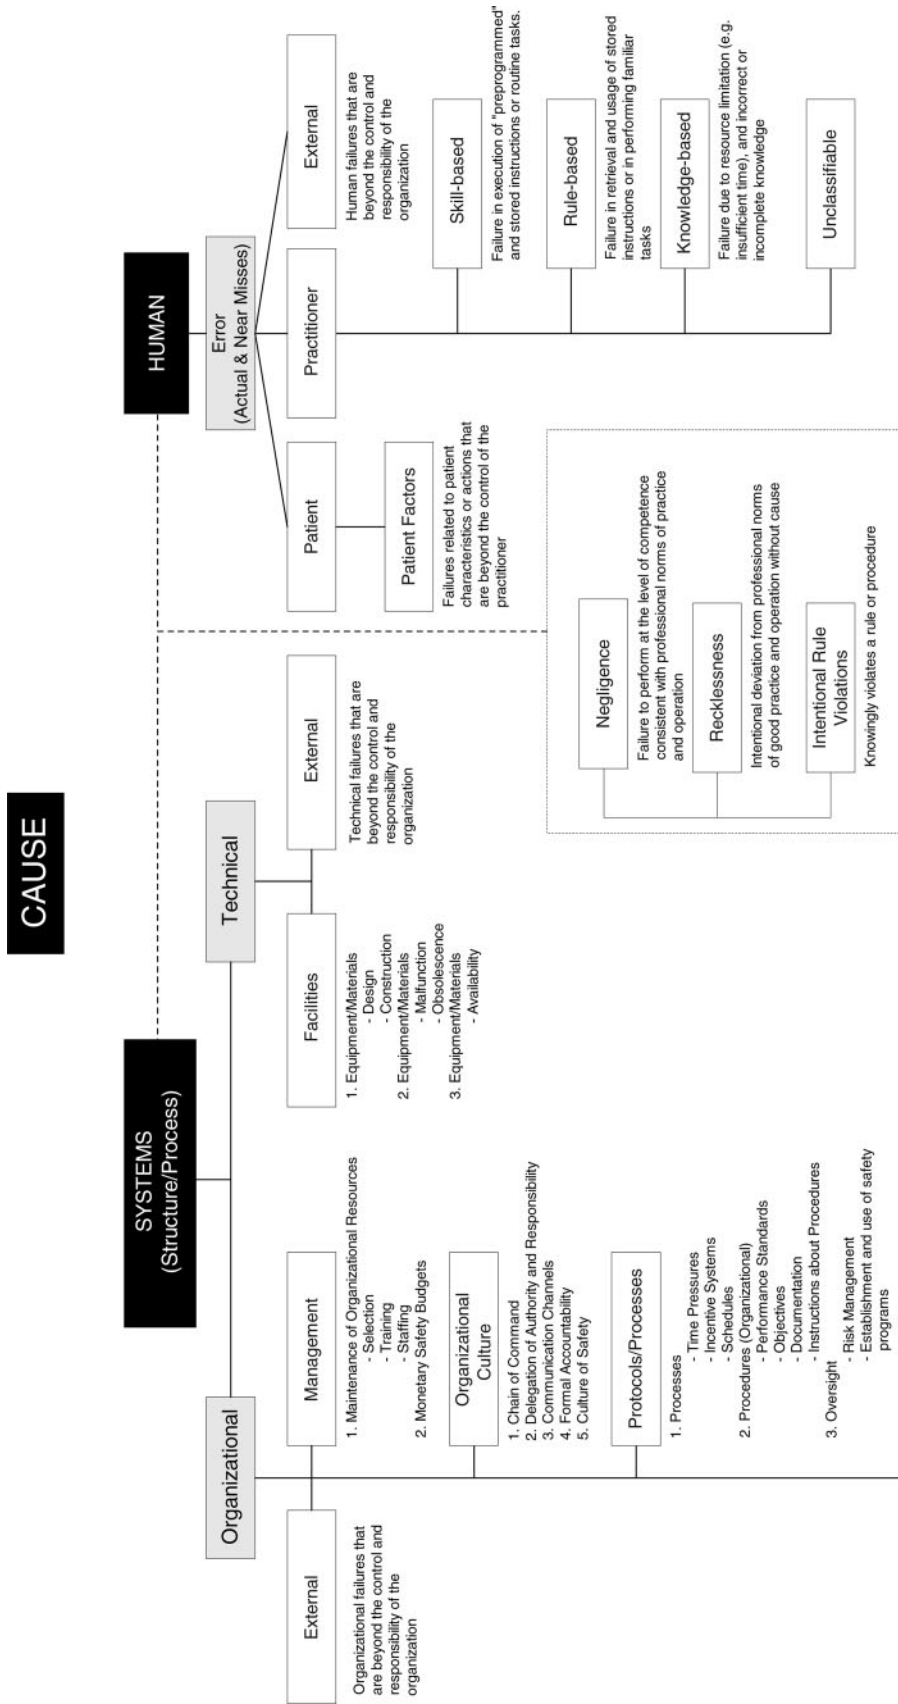 CAUSE
SYSTEMS
(Structure/Process)
Organizational
External
Organizational failures that
are beyond the control and
responsibility of the
organization
Management
1. Maintenance of Organizational Resources
- Selection
- Training
- Staffing
2. Monetary Safety Budgets
Organizational
Culture
1. Chain of Command
2. Delegation of Authority and Responsibility
3. Communication Channels
4. Formal Accountability
5. Culture of Safety
Protocols/Processes
1. Processes
- Time Pressures
- Incentive Systems
- Schedules
2. Procedures (Organizational)
- Performance Standards
- Objectives
- Documentation
- Instructions about Procedures
3. Oversight
- Risk Management
- Establishment and use of safety
programs
Technical
Facilities
1. Equipment/Materials
- Design
- Construction
2. Equipment/Materials
- Malfunction
- Obsolescence
3. Equipment/Materials
- Availability
External
Technical failures that are
beyond the control and
responsibility of the
organization
Negligence
Failure to perform at the level of competence
consistent with professional norms of practice
and operation
Recklessness
Intentional deviation from professional norms
of good practice and operation without cause
Intentional Rule
Violations
Knowingly violates a rule or procedure
HUMAN
Error
(Actual & Near Misses)
Patient
Patient Factors
Failures related to patient
characteristics or actions that
are beyond the control of the
practitioner
Practitioner
External
Human failures that are
beyond the control and
responsibility of the
organization
Skill-based
Failure in execution of "preprogrammed"
and stored instructions or routine tasks.
Rule-based
Failure in retrieval and usage of stored
instructions or in performing familiar
tasks
Knowledge-based
Failure due to resource limitation (e.g.
insufficient time), and incorrect or
incomplete knowledge
Unclassifiable